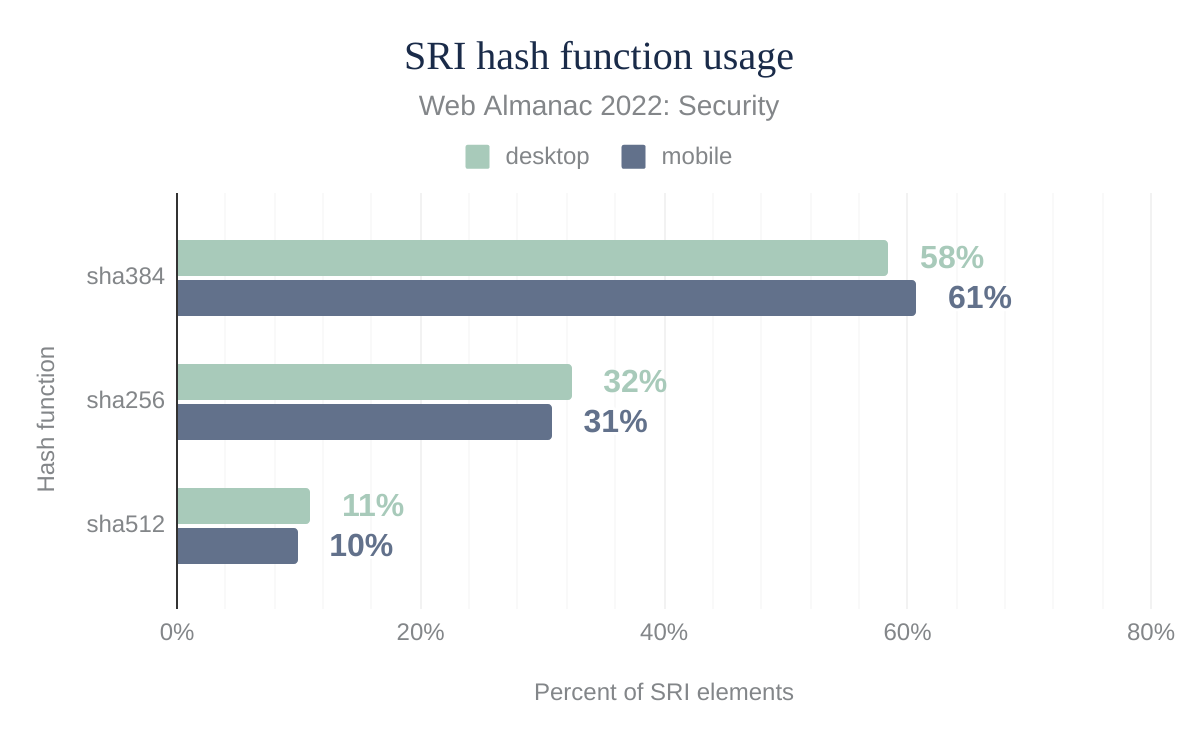 SRI hash function usage
Web Almanac 2022: Security
desktop mobile
58%
sha384
61%
32%
sha256
31%
Hash function
11%
sha512
10%
0% 20% 40% 60% 80%
Percent of SRI elements